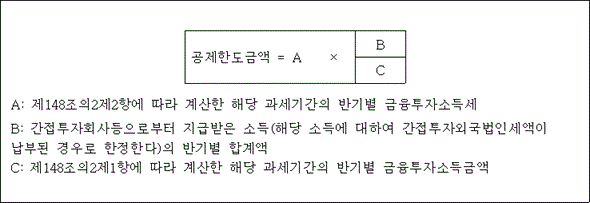 공제한도금액 = A × B
C
A: 제148조의2제2항에 따라 계산한 해당 과세기간의 반기별 금융투자소득세
B: 간접투자회사등으로부터 지급받은 소득(해당 소득에 대하여 간접투자외국법인세액이
납부된 경우로 한정한다)의 반기별 합계액
C: 제148조의2제1항에 따라 계산한 해당 과세기간의 반기별 금융투자소득금액